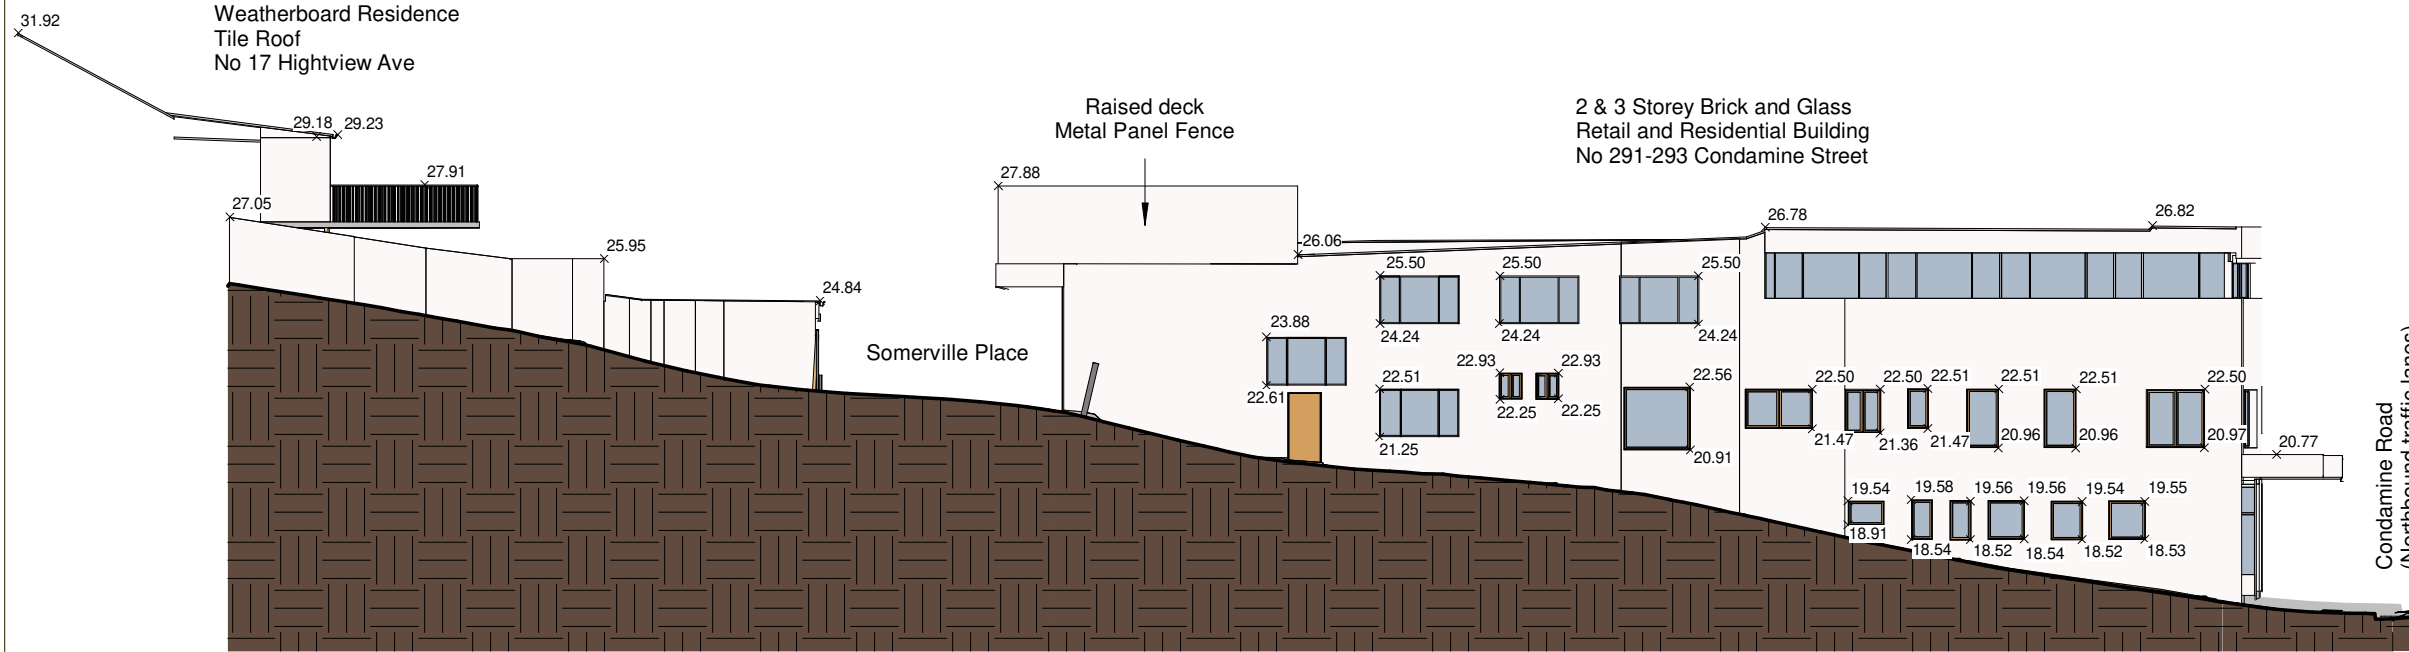 31.92
Weatherboard Residence
Tile Roof
No 17 Hightview Ave
29.18 29.23
27.91
27.05
25.95
24.84
Somerville Place
Raised deck
Metal Panel Fence
27.88
26.06
2 & 3 Storey Brick and Glass
Retail and Residential Building
No 291-293 Condamine Street
26.78
26.82
25.50 25.50 25.50
24.24 24.24 24.24
23.88
22.61
22.93 22.93
22.25 22.25
22.51
21.25
22.56
20.91
22.50 22.50 22.51 22.51 22.51 22.50
21.47 21.36 21.47 20.96 20.96 20.97
20.77
19.54 19.58 19.56 19.56 19.54 19.55
18.91 18.54 18.52 18.54 18.52 18.53
Condamine Road
(Northbound traffic lanes)